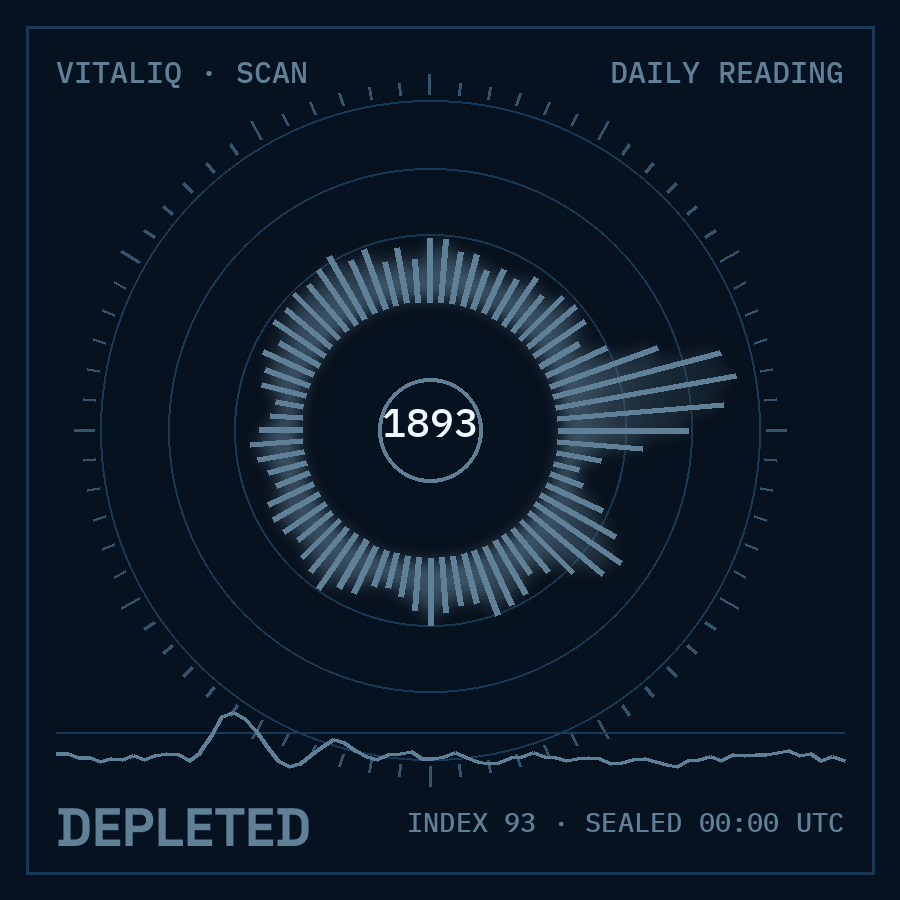 VITALIQ · SCAN
DAILY READING
1893
DEPLETED
INDEX 93 · SEALED 00:00 UTC